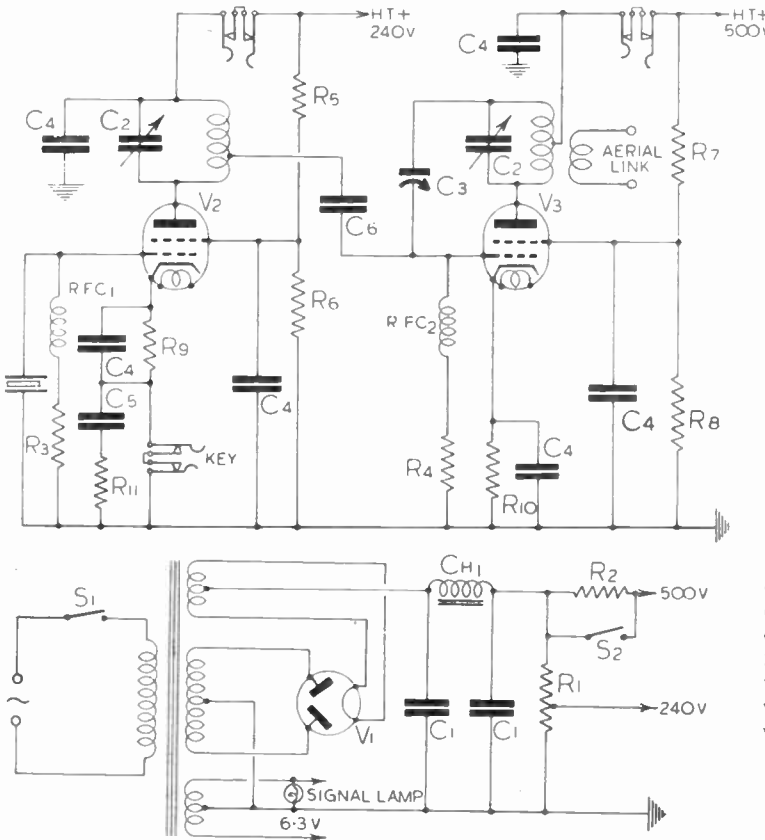 HT+
240V
HT+
500V
C4
R5
C4
C2
C2
AERIAL
LINK
R7
C3
V2
V3
C6
RFC1
R6
RFC2
R9
C4
C5
C4
C4
R8
R3
KEY
R4
C4
R11
R10
CH1
R2
S1
500V
S2
R1
V1
C1
C1
240V
SIGNAL LAMP
6·3V